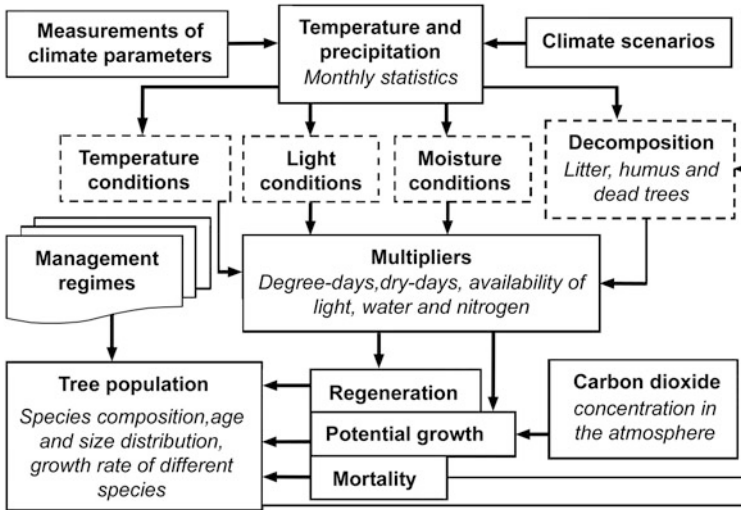 Measurements of
climate parameters
Temperature and
precipitation
Monthly statistics
Climate scenarios
Temperature
conditions
Light
conditions
Moisture
conditions
Decomposition
Litter, humus and
dead trees
Management
regimes
Multipliers
Degree-days,dry-days, availability of
light, water and nitrogen
Tree population
Species composition,age
and size distribution,
growth rate of different
species
Regeneration
Potential growth
Mortality
Carbon dioxide
concentration in
the atmosphere